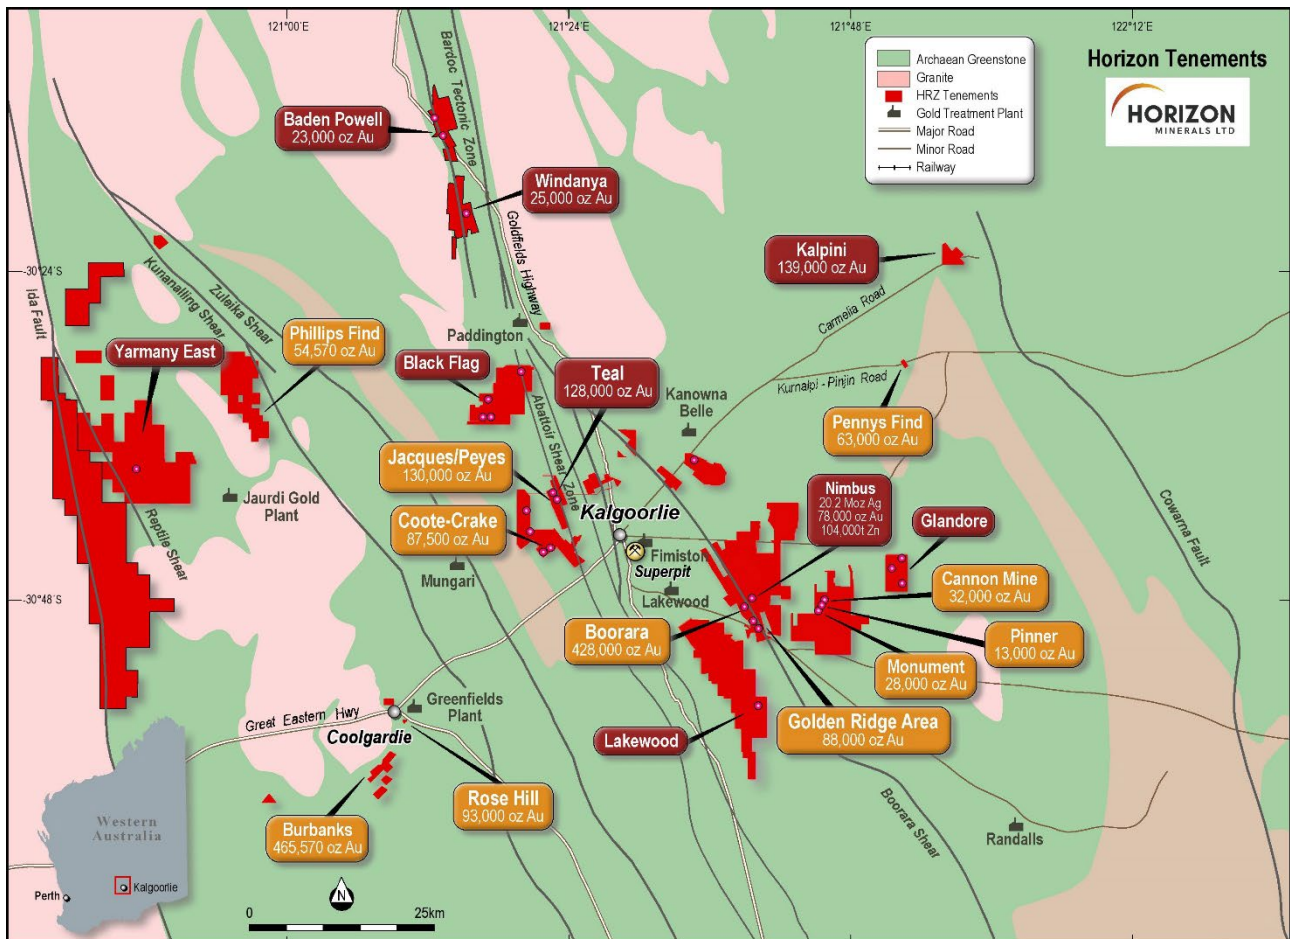 121°00´E
121°24´E
121°48´E
122°12´E
Archaean Greenstone
Granite
HRZ Tenements
Gold Treatment Plant
Major Road
Minor Road
Railway
Horizon Tenements
HORIZON
MINERALS LTD
Bardoc Tectonic Zone
Baden Powell
23,000 oz Au
Windanya
25,000 oz Au
Goldfields Highway
Kalpini
139,000 oz Au
-30°24´S
Ida Fault
Kunanalling Shear
Zuleika Shear
Carmelia Road
Phillips Find
54,570 oz Au
Paddington
Yarmany East
Black Flag
Teal
128,000 oz Au
Kanowna
Belle
Kurnalpi - Pinjin Road
Abattoir Shear Zone
Pennys Find
63,000 oz Au
Jacques/Peyes
130,000 oz Au
Jaurdi Gold
Plant
Nimbus
20.2 Moz Ag
78,000 oz Au
104,000t Zn
Glandore
Cowarna Fault
Coote-Crake
87,500 oz Au
Kalgoorlie
Reptile Shear
Fimiston
Superpit
Mungari
Cannon Mine
32,000 oz Au
-30°48´S
Lakewood
Boorara
428,000 oz Au
Pinner
13,000 oz Au
Monument
28,000 oz Au
Greenfields
Plant
Great Eastern Hwy
Coolgardie
Golden Ridge Area
88,000 oz Au
Lakewood
Rose Hill
93,000 oz Au
Boorara Shear
Burbanks
465,570 oz Au
Randalls
Western
Australia
Perth
Kalgoorlie
N
0
25km